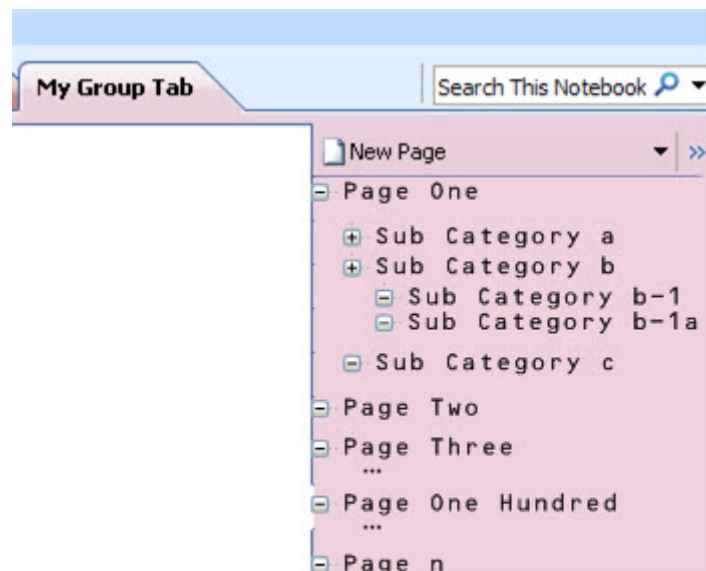 My Group Tab
Search This Notebook
New Page
Page One
Sub Category a
Sub Category b
Sub Category b-1
Sub Category b-1a
Sub Category c
Page Two
Page Three
...
Page One Hundred
...
Page n